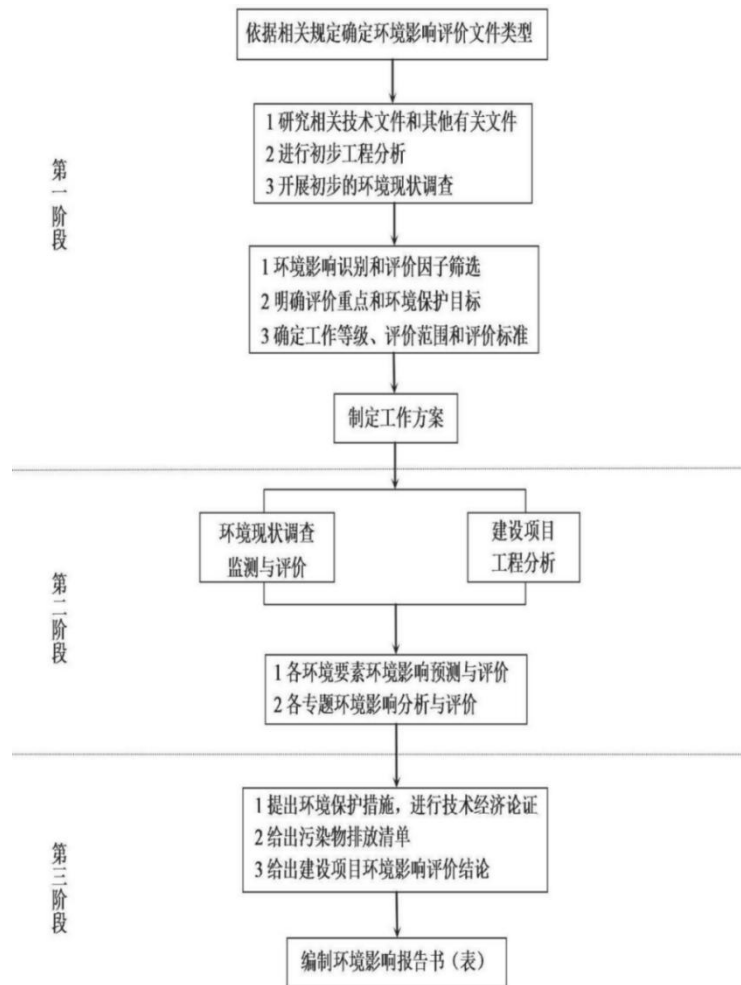 依据相关规定确定环境影响评价文件类型
1 研究相关技术文件和其他有关文件
2 进行初步工程分析
3 开展初步的环境现状调查
第一阶段
1 环境影响识别和评价因子筛选
2 明确评价重点和环境保护目标
3 确定工作等级、评价范围和评价标准
制定工作方案
环境现状调查
监测与评价
建设项目
工程分析
第二阶段
1 各环境要素环境影响预测与评价
2 各专题环境影响分析与评价
1 提出环境保护措施，进行技术经济论证
2 给出污染物排放清单
3 给出建设项目环境影响评价结论
第三阶段
编制环境影响报告书（表）